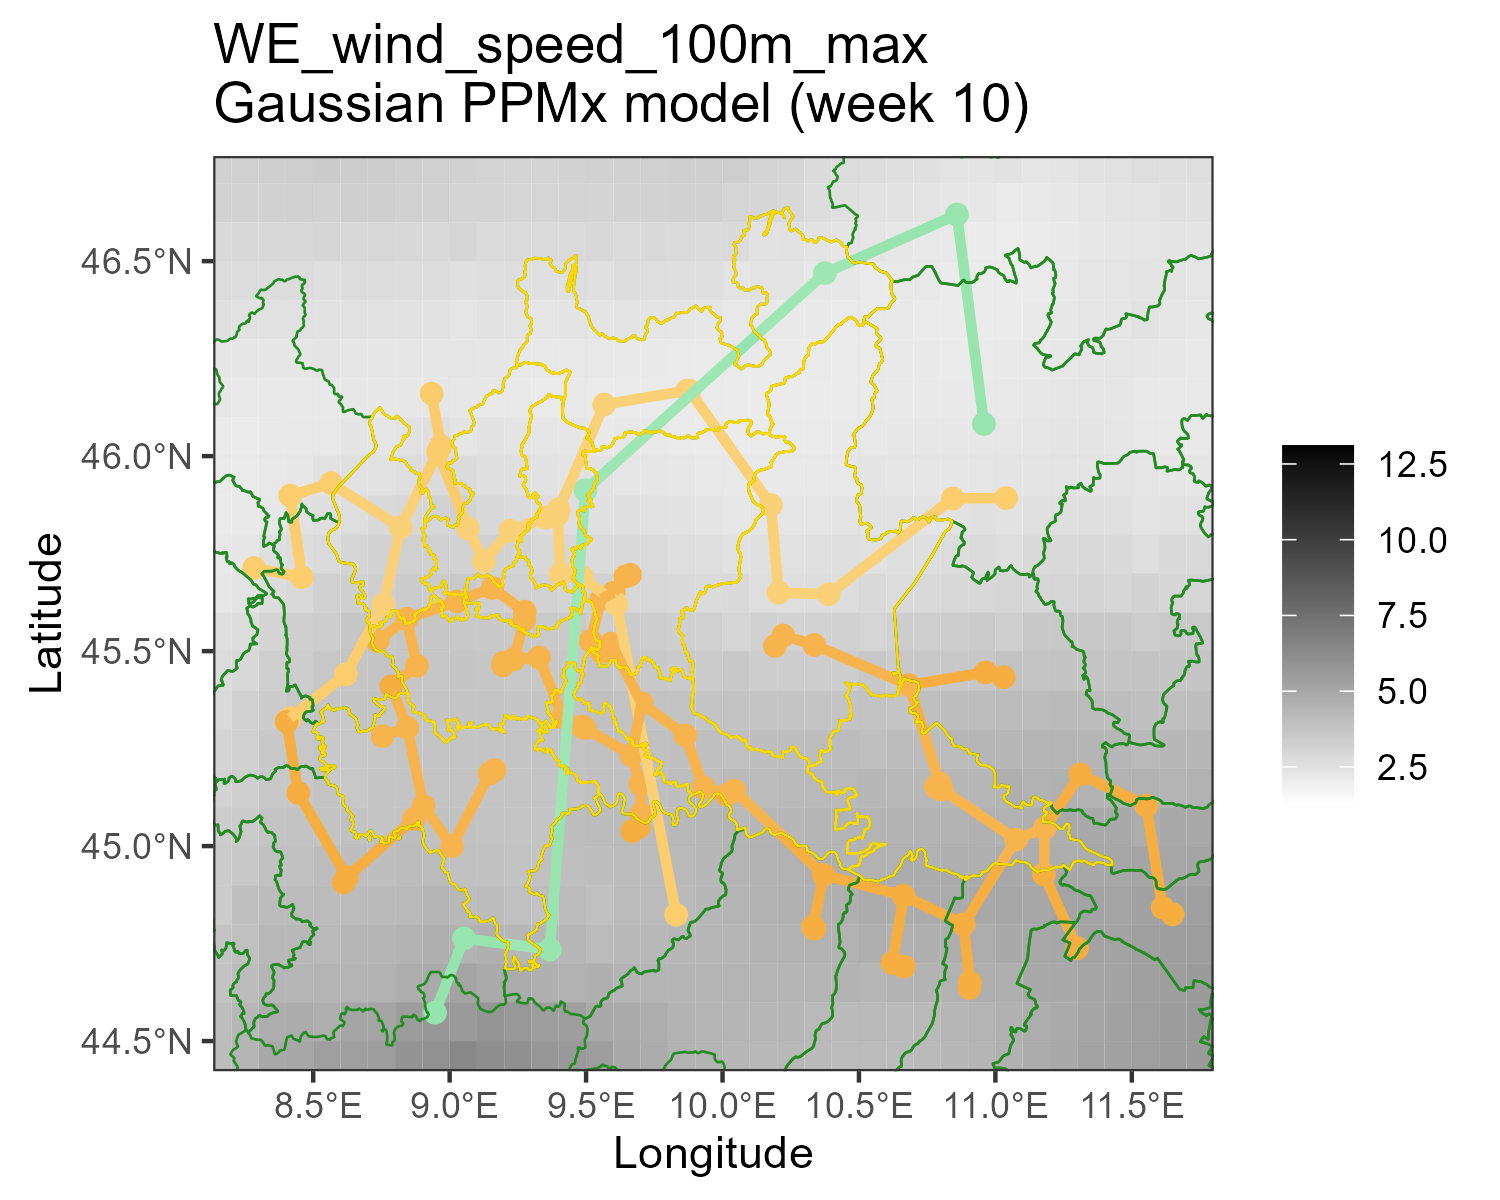 WE_wind_speed_100m_max
Gaussian PPMx model (week 10)
Latitude
46.5°N
46.0°N
45.5°N
45.0°N
44.5°N
8.5°E
9.0°E
9.5°E
10.0°E
10.5°E
11.0°E
11.5°E
Longitude
12.5
10.0
7.5
5.0
2.5